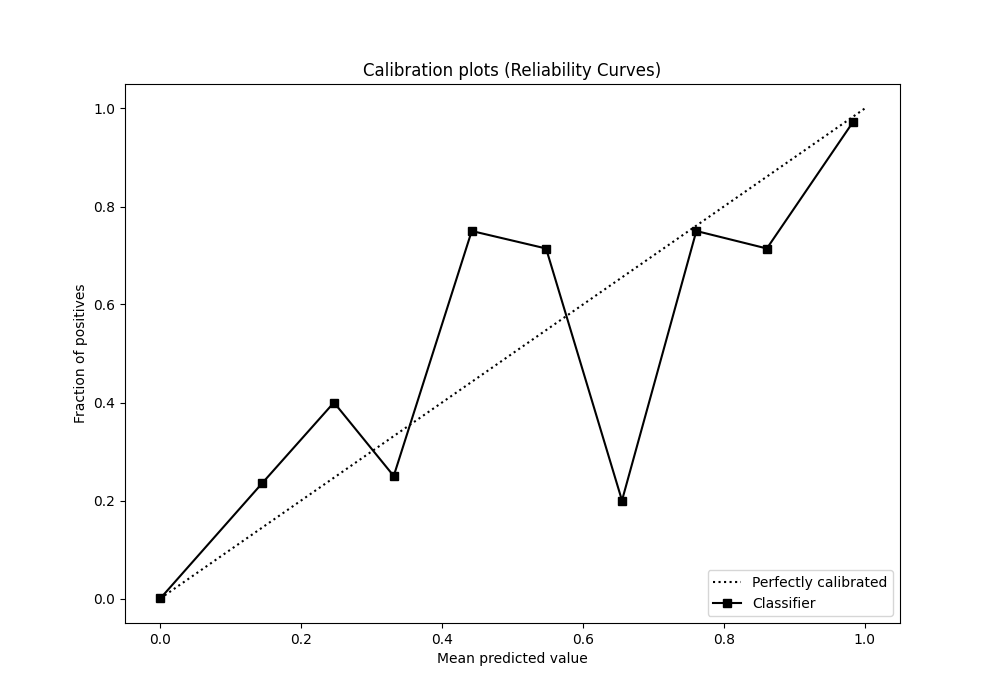 Calibration plots (Reliability Curves)
Fraction of positives
1.0
0.8
0.6
0.4
0.2
0.0
0.0 0.2 0.4 0.6 0.8 1.0
Mean predicted value
Perfectly calibrated
Classifier